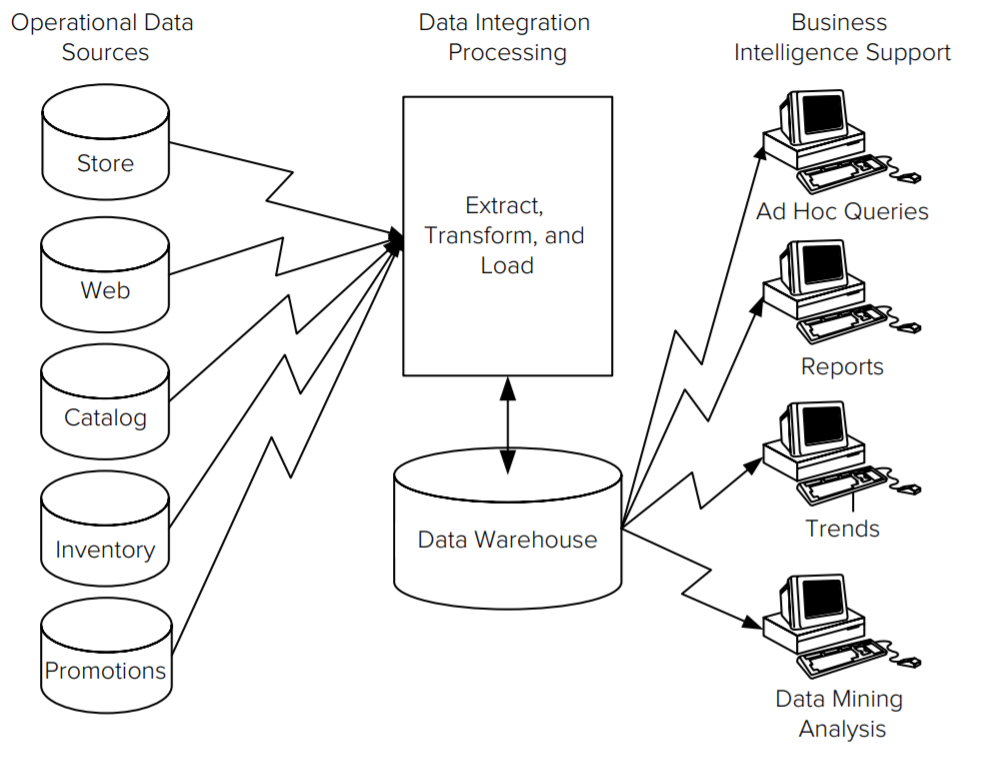 Operational Data
Sources
Data Integration
Processing
Business
Intelligence Support
Store
Web
Catalog
Inventory
Promotions
Extract,
Transform, and
Load
Data Warehouse
Ad Hoc Queries
Reports
Trends
Data Mining
Analysis